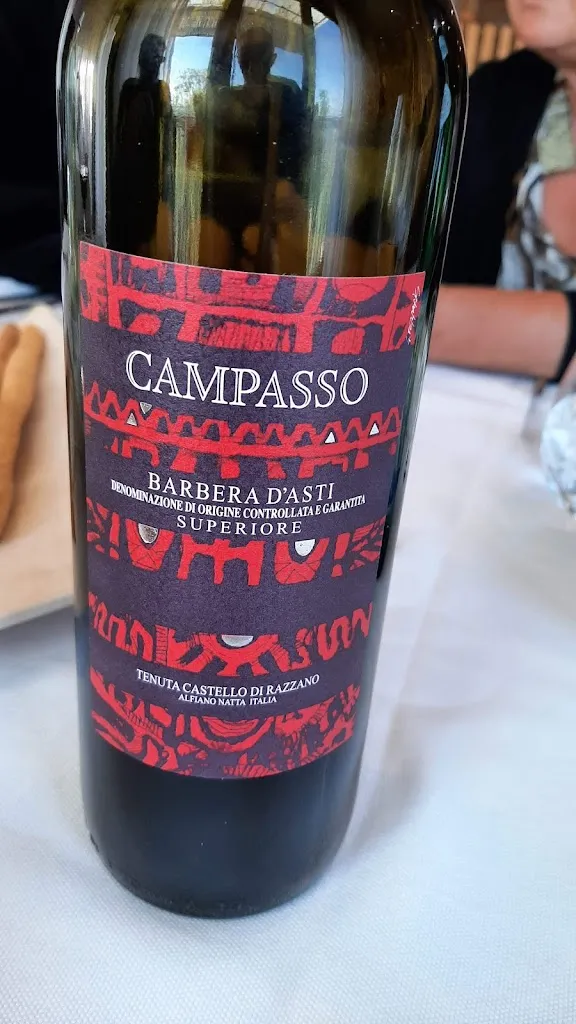 CAMPASSO
BARBERA D'ASTI
DENOMINAZIONE DI ORIGINE CONTROLLATA E GARANTITA
SUPERIORE
TENUTA CASTELLO DI RAZZANO
ALFIANO NATTA ITALIA